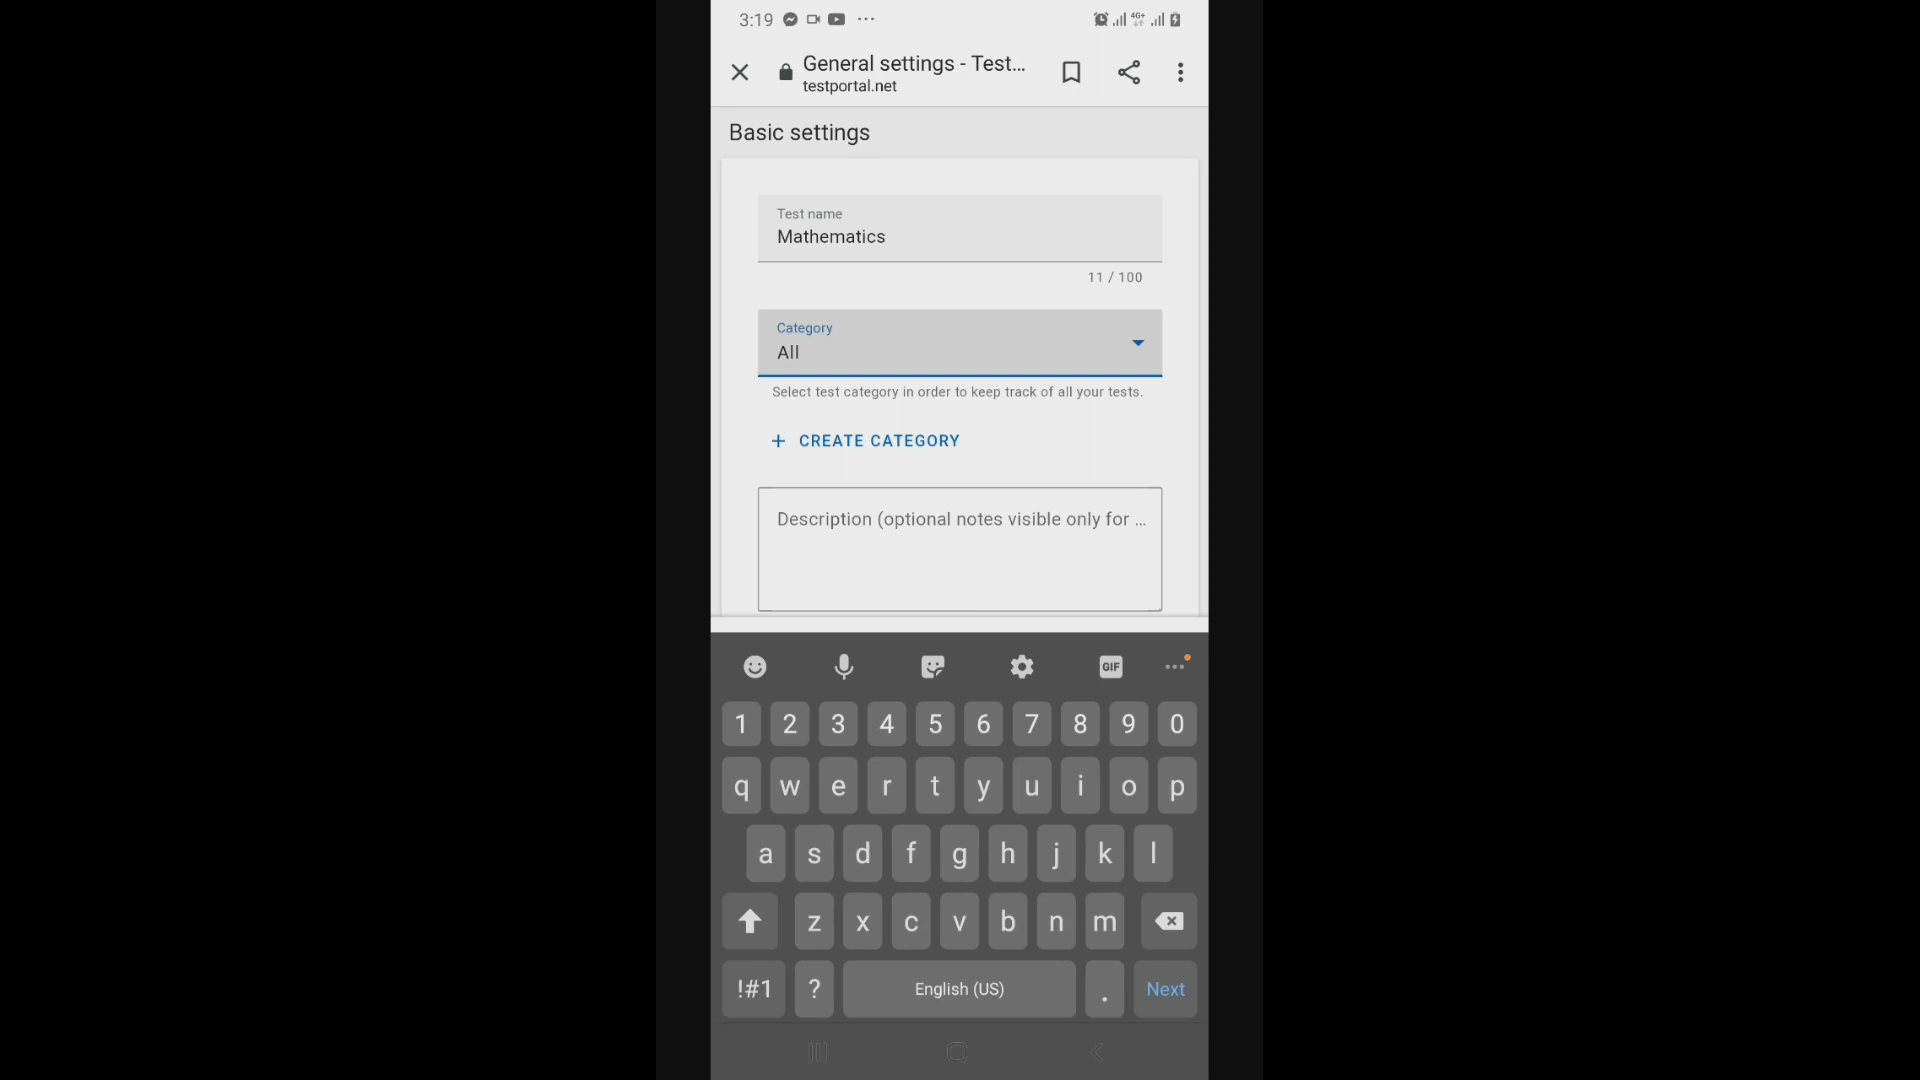 3:19
4G+
General settings - Test...
testportal.net
Basic settings
Test name
Mathematics
11 / 100
Category
All
Select test category in order to keep track of all your tests.
+ CREATE CATEGORY
Description (optional notes visible only for ...
GIF
1 2 3 4 5 6 7 8 9 0
q w e r t y u i o p
a s d f g h j k l
z x c v b n m
!#1 ? English (US) . Next